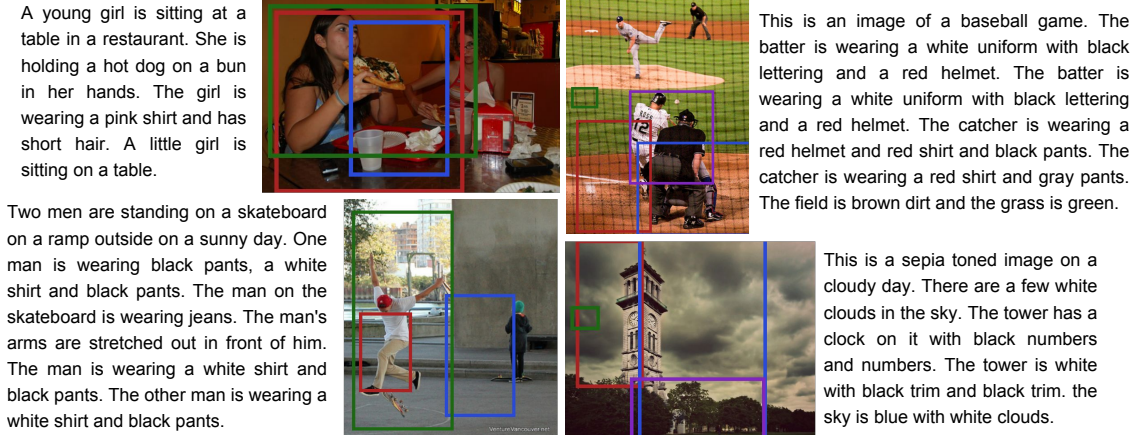 A young girl is sitting at a
table in a restaurant. She is
holding a hot dog on a bun
in her hands. The girl is
wearing a pink shirt and has
short hair. A little girl is
sitting on a table.
This is an image of a baseball game. The
batter is wearing a white uniform with black
lettering and a red helmet. The batter is
wearing a white uniform with black lettering
and a red helmet. The catcher is wearing a
red helmet and red shirt and black pants. The
catcher is wearing a red shirt and gray pants.
The field is brown dirt and the grass is green.
12
Two men are standing on a skateboard
on a ramp outside on a sunny day. One
man is wearing black pants, a white
shirt and black pants. The man on the
skateboard is wearing jeans. The man's
arms are stretched out in front of him.
The man is wearing a white shirt and
black pants. The other man is wearing a
white shirt and black pants.
VentureVancouver.net
This is a sepia toned image on a
cloudy day. There are a few white
clouds in the sky. The tower has a
clock on it with black numbers
and numbers. The tower is white
with black trim and black trim. the
sky is blue with white clouds.